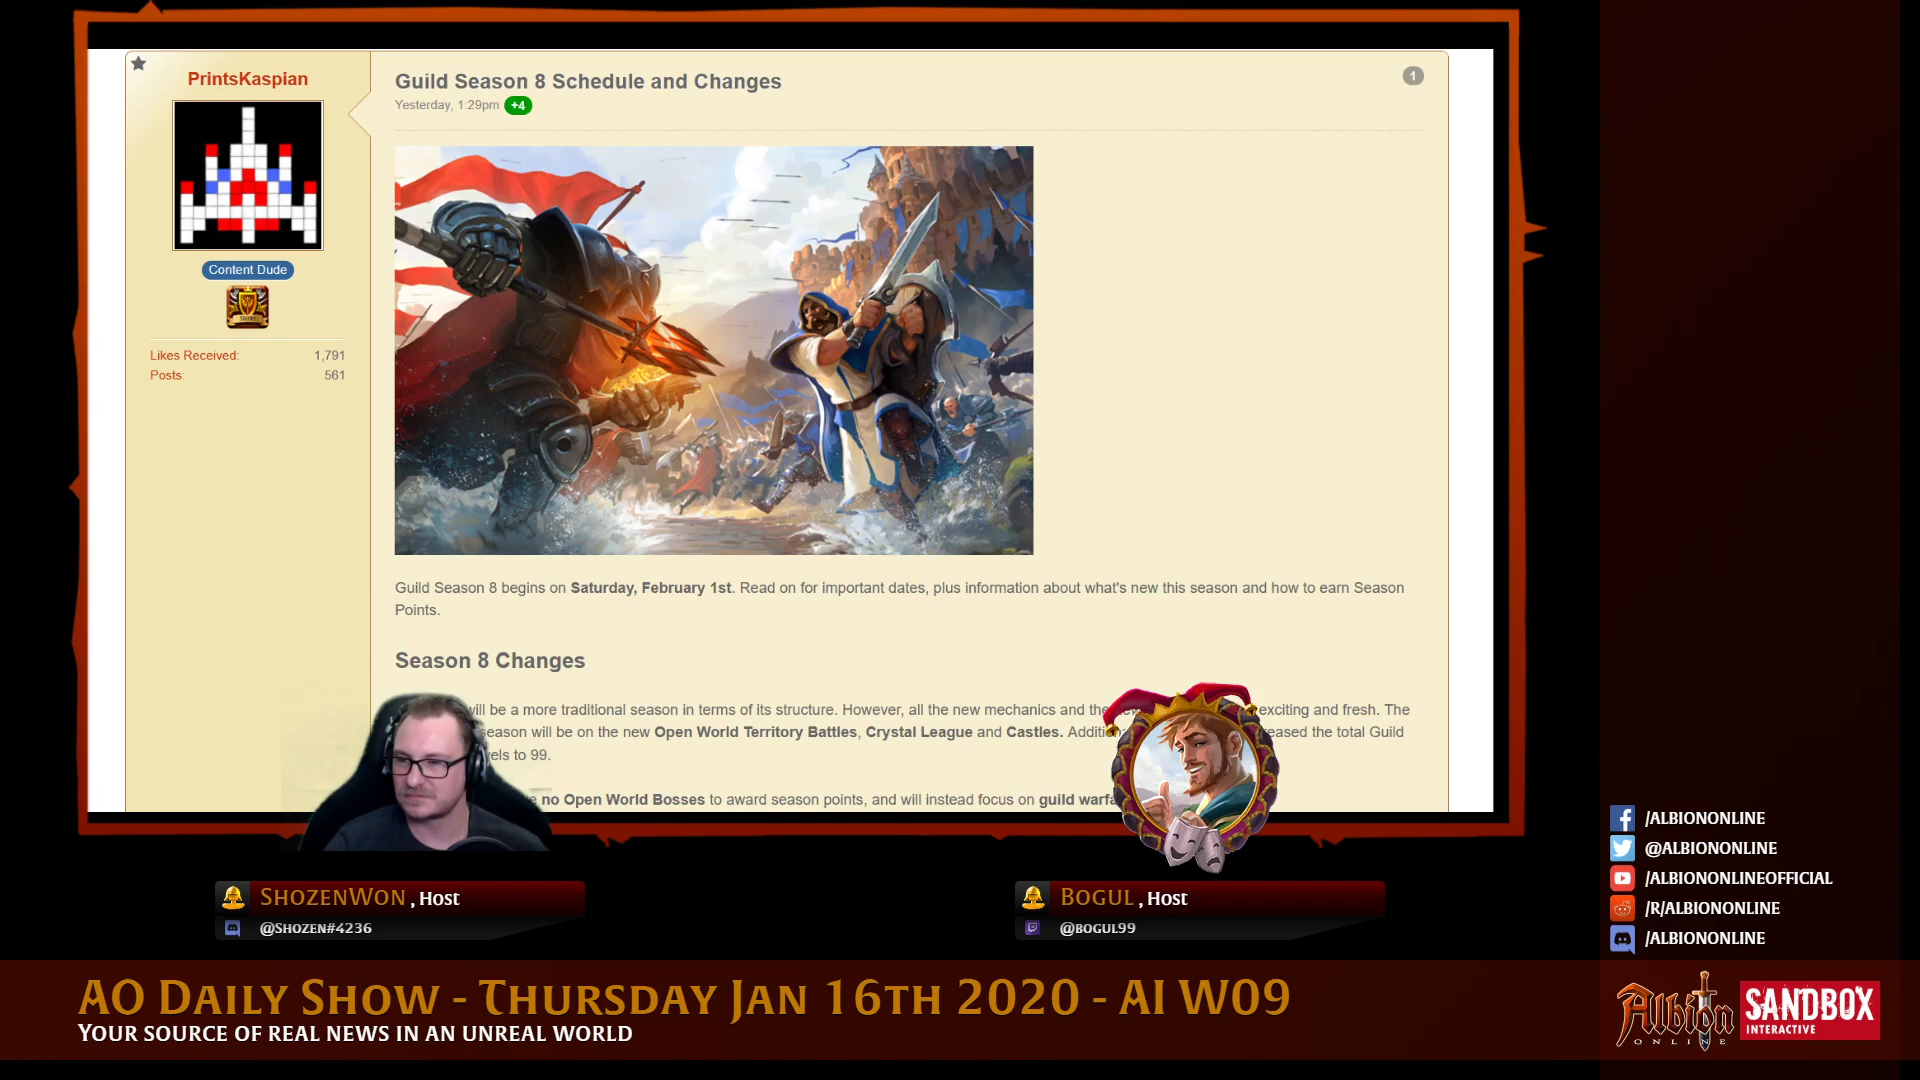 PrintsKaspian
Content Dude
Likes Received: 1,791
Posts: 561
Guild Season 8 Schedule and Changes
1
Yesterday, 1:29pm +4
Guild Season 8 begins on Saturday, February 1st. Read on for important dates, plus information about what's new this season and how to earn Season
Points.
Season 8 Changes
will be a more traditional season in terms of its structure. However, all the new mechanics and the exciting and fresh. The
season will be on the new Open World Territory Battles, Crystal League and Castles. the total Guild
to 99.
no Open World Bosses to award season points, and will instead focus on guild
ShozenWon, Host
@Shozen#4236
Bogul, Host
@bogul99
/ALBIONONLINE
@ALBIONONLINE
/ALBIONONLINEOFFICIAL
/R/ALBIONONLINE
/ALBIONONLINE
AO Daily Show - Thursday Jan 16th 2020 - AI W09
Your source of real news in an unreal world
Albion
ONLINE
SANDBOX
INTERACTIVE